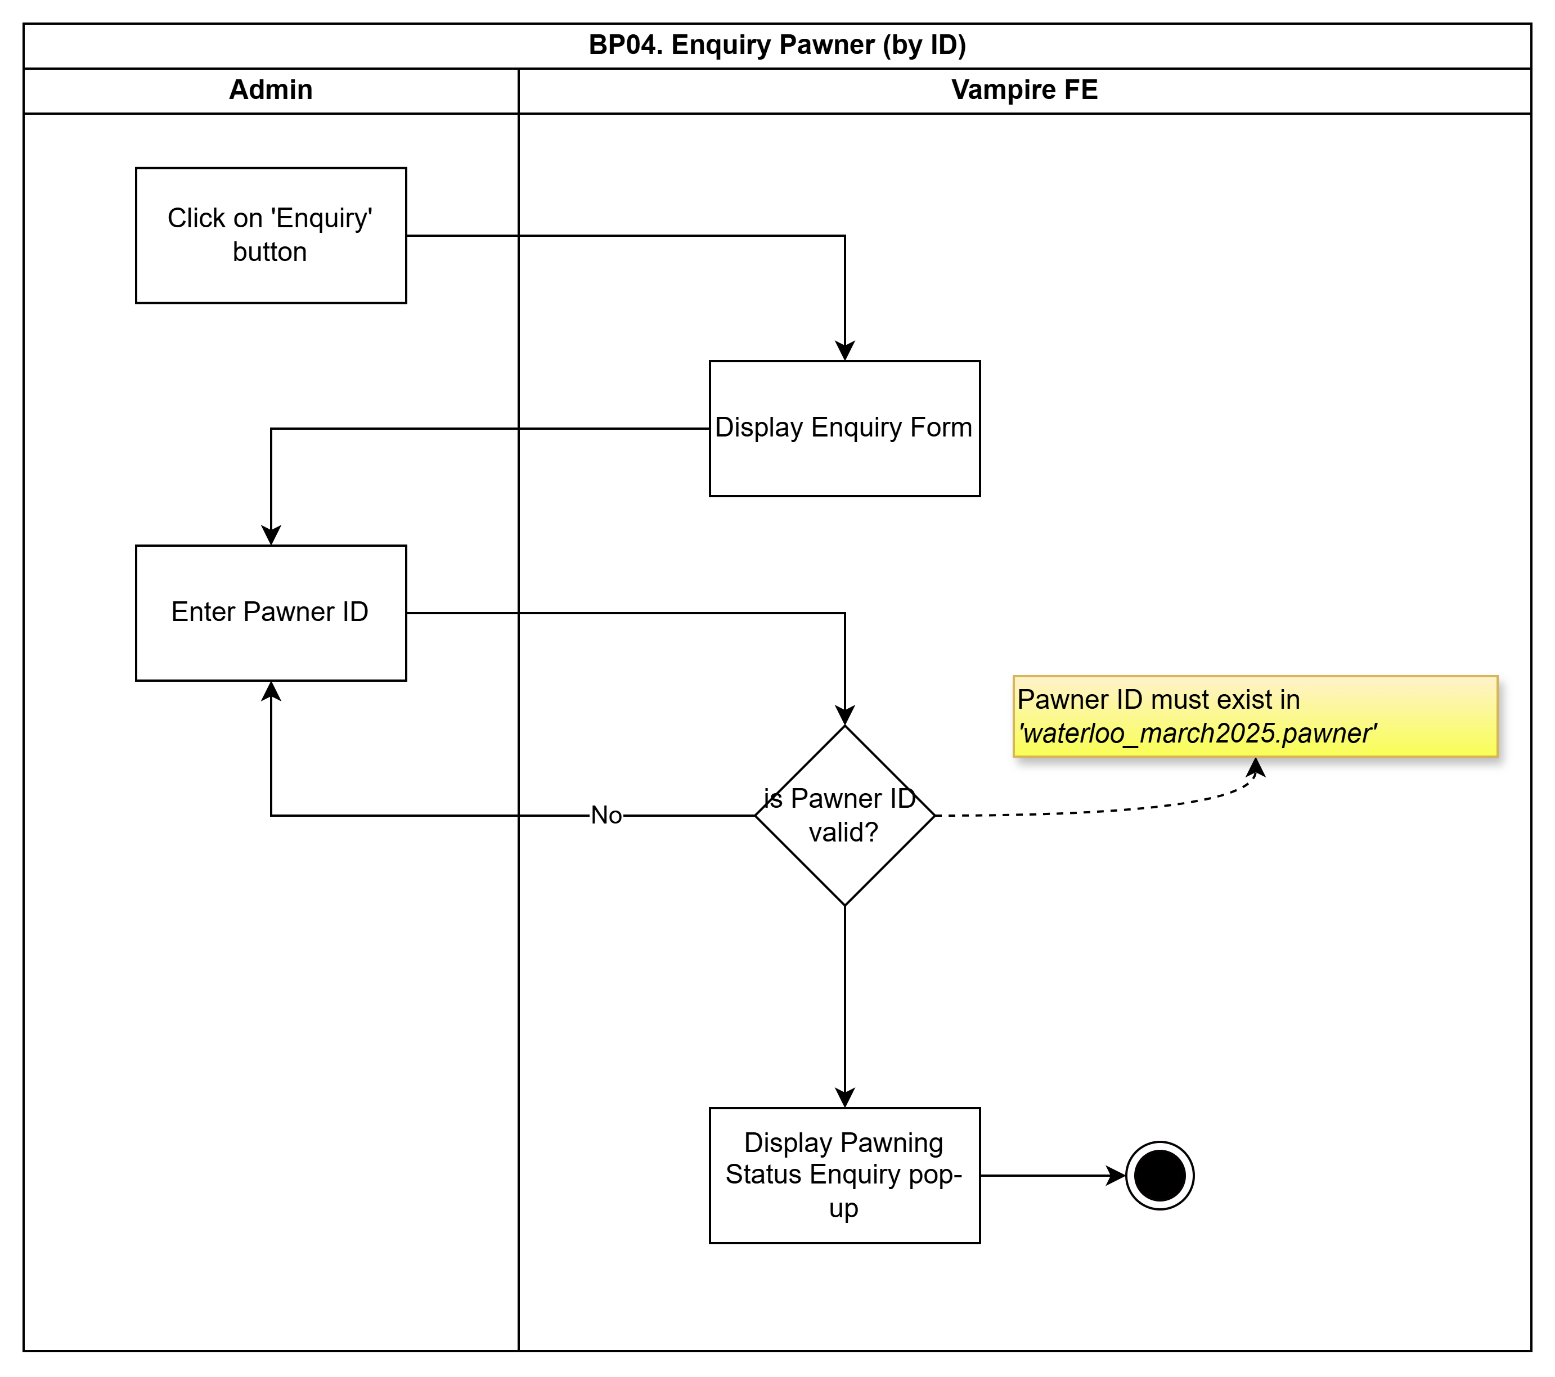 BP04. Enquiry Pawner (by ID)
Admin
Vampire FE
Click on 'Enquiry'
button
Display Enquiry Form
Enter Pawner ID
Pawner ID must exist in
'waterloo_march2025.pawner'
is Pawner ID
valid?
No
Display Pawning
Status Enquiry pop-
up